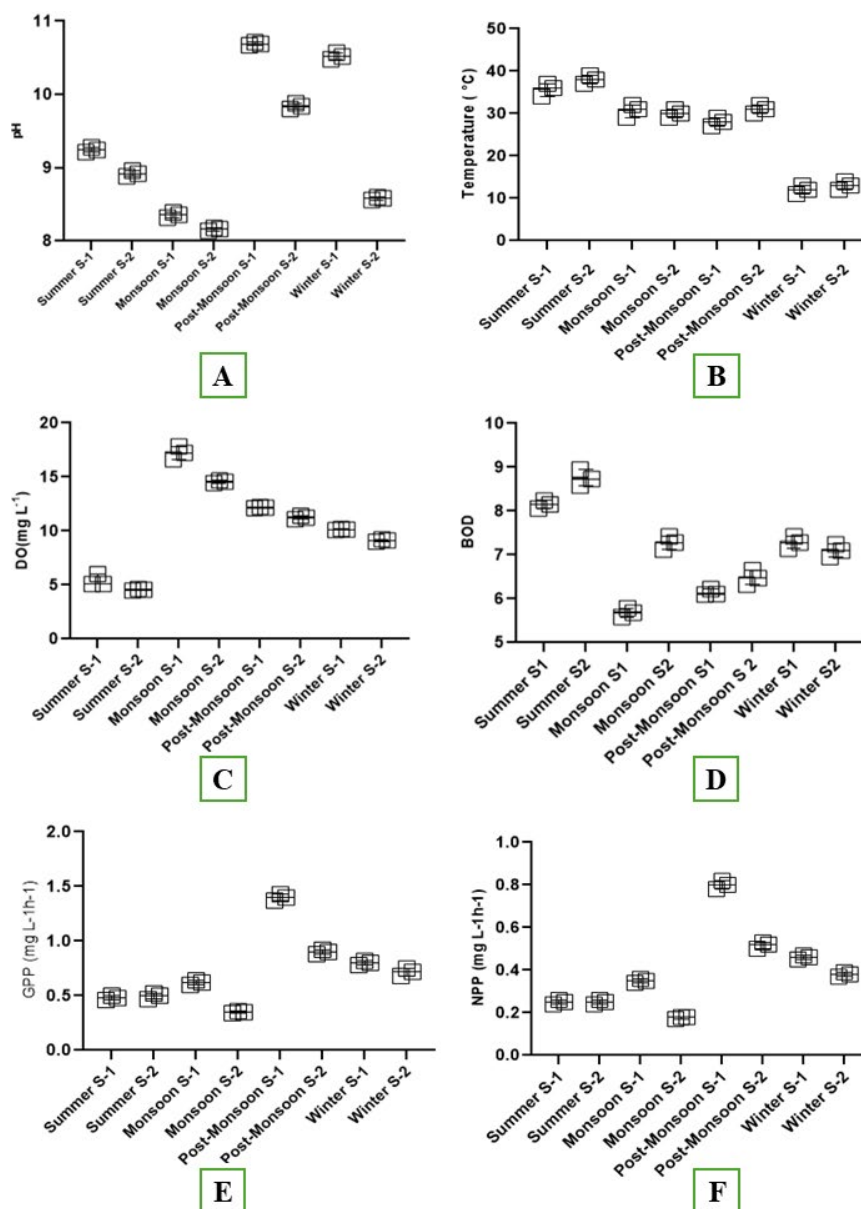 11
10
9
8
pH
Summer S-1
Summer S-2
Monsoon S-1
Monsoon S-2
Post-Monsoon S-1
Post-Monsoon S-2
Winter S-1
Winter S-2
A
50
40
30
20
10
0
Temperature ( °C)
Summer S-1
Summer S-2
Monsoon S-1
Monsoon S-2
Post-Monsoon S-1
Post-Monsoon S-2
Winter S-1
Winter S-2
B
20
15
10
5
0
DO(mg L⁻¹)
Summer S-1
Summer S-2
Monsoon S-1
Monsoon S-2
Post-Monsoon S-1
Post-Monsoon S-2
Winter S-1
Winter S-2
C
10
9
8
7
6
5
BOD
Summer S1
Summer S2
Monsoon S1
Monsoon S2
Post-Monsoon S1
Post-Monsoon S 2
Winter S1
Winter S2
D
2.0
1.5
1.0
0.5
0.0
GPP (mg L-1h-1)
Summer S-1
Summer S-2
Monsoon S-1
Monsoon S-2
Post-Monsoon S-1
Post-Monsoon S-2
Winter S-1
Winter S-2
E
1.0
0.8
0.6
0.4
0.2
0.0
NPP (mg L-1h-1)
Summer S-1
Summer S-2
Monsoon S-1
Monsoon S-2
Post-Monsoon S-1
Post-Monsoon S-2
Winter S-1
Winter S-2
F